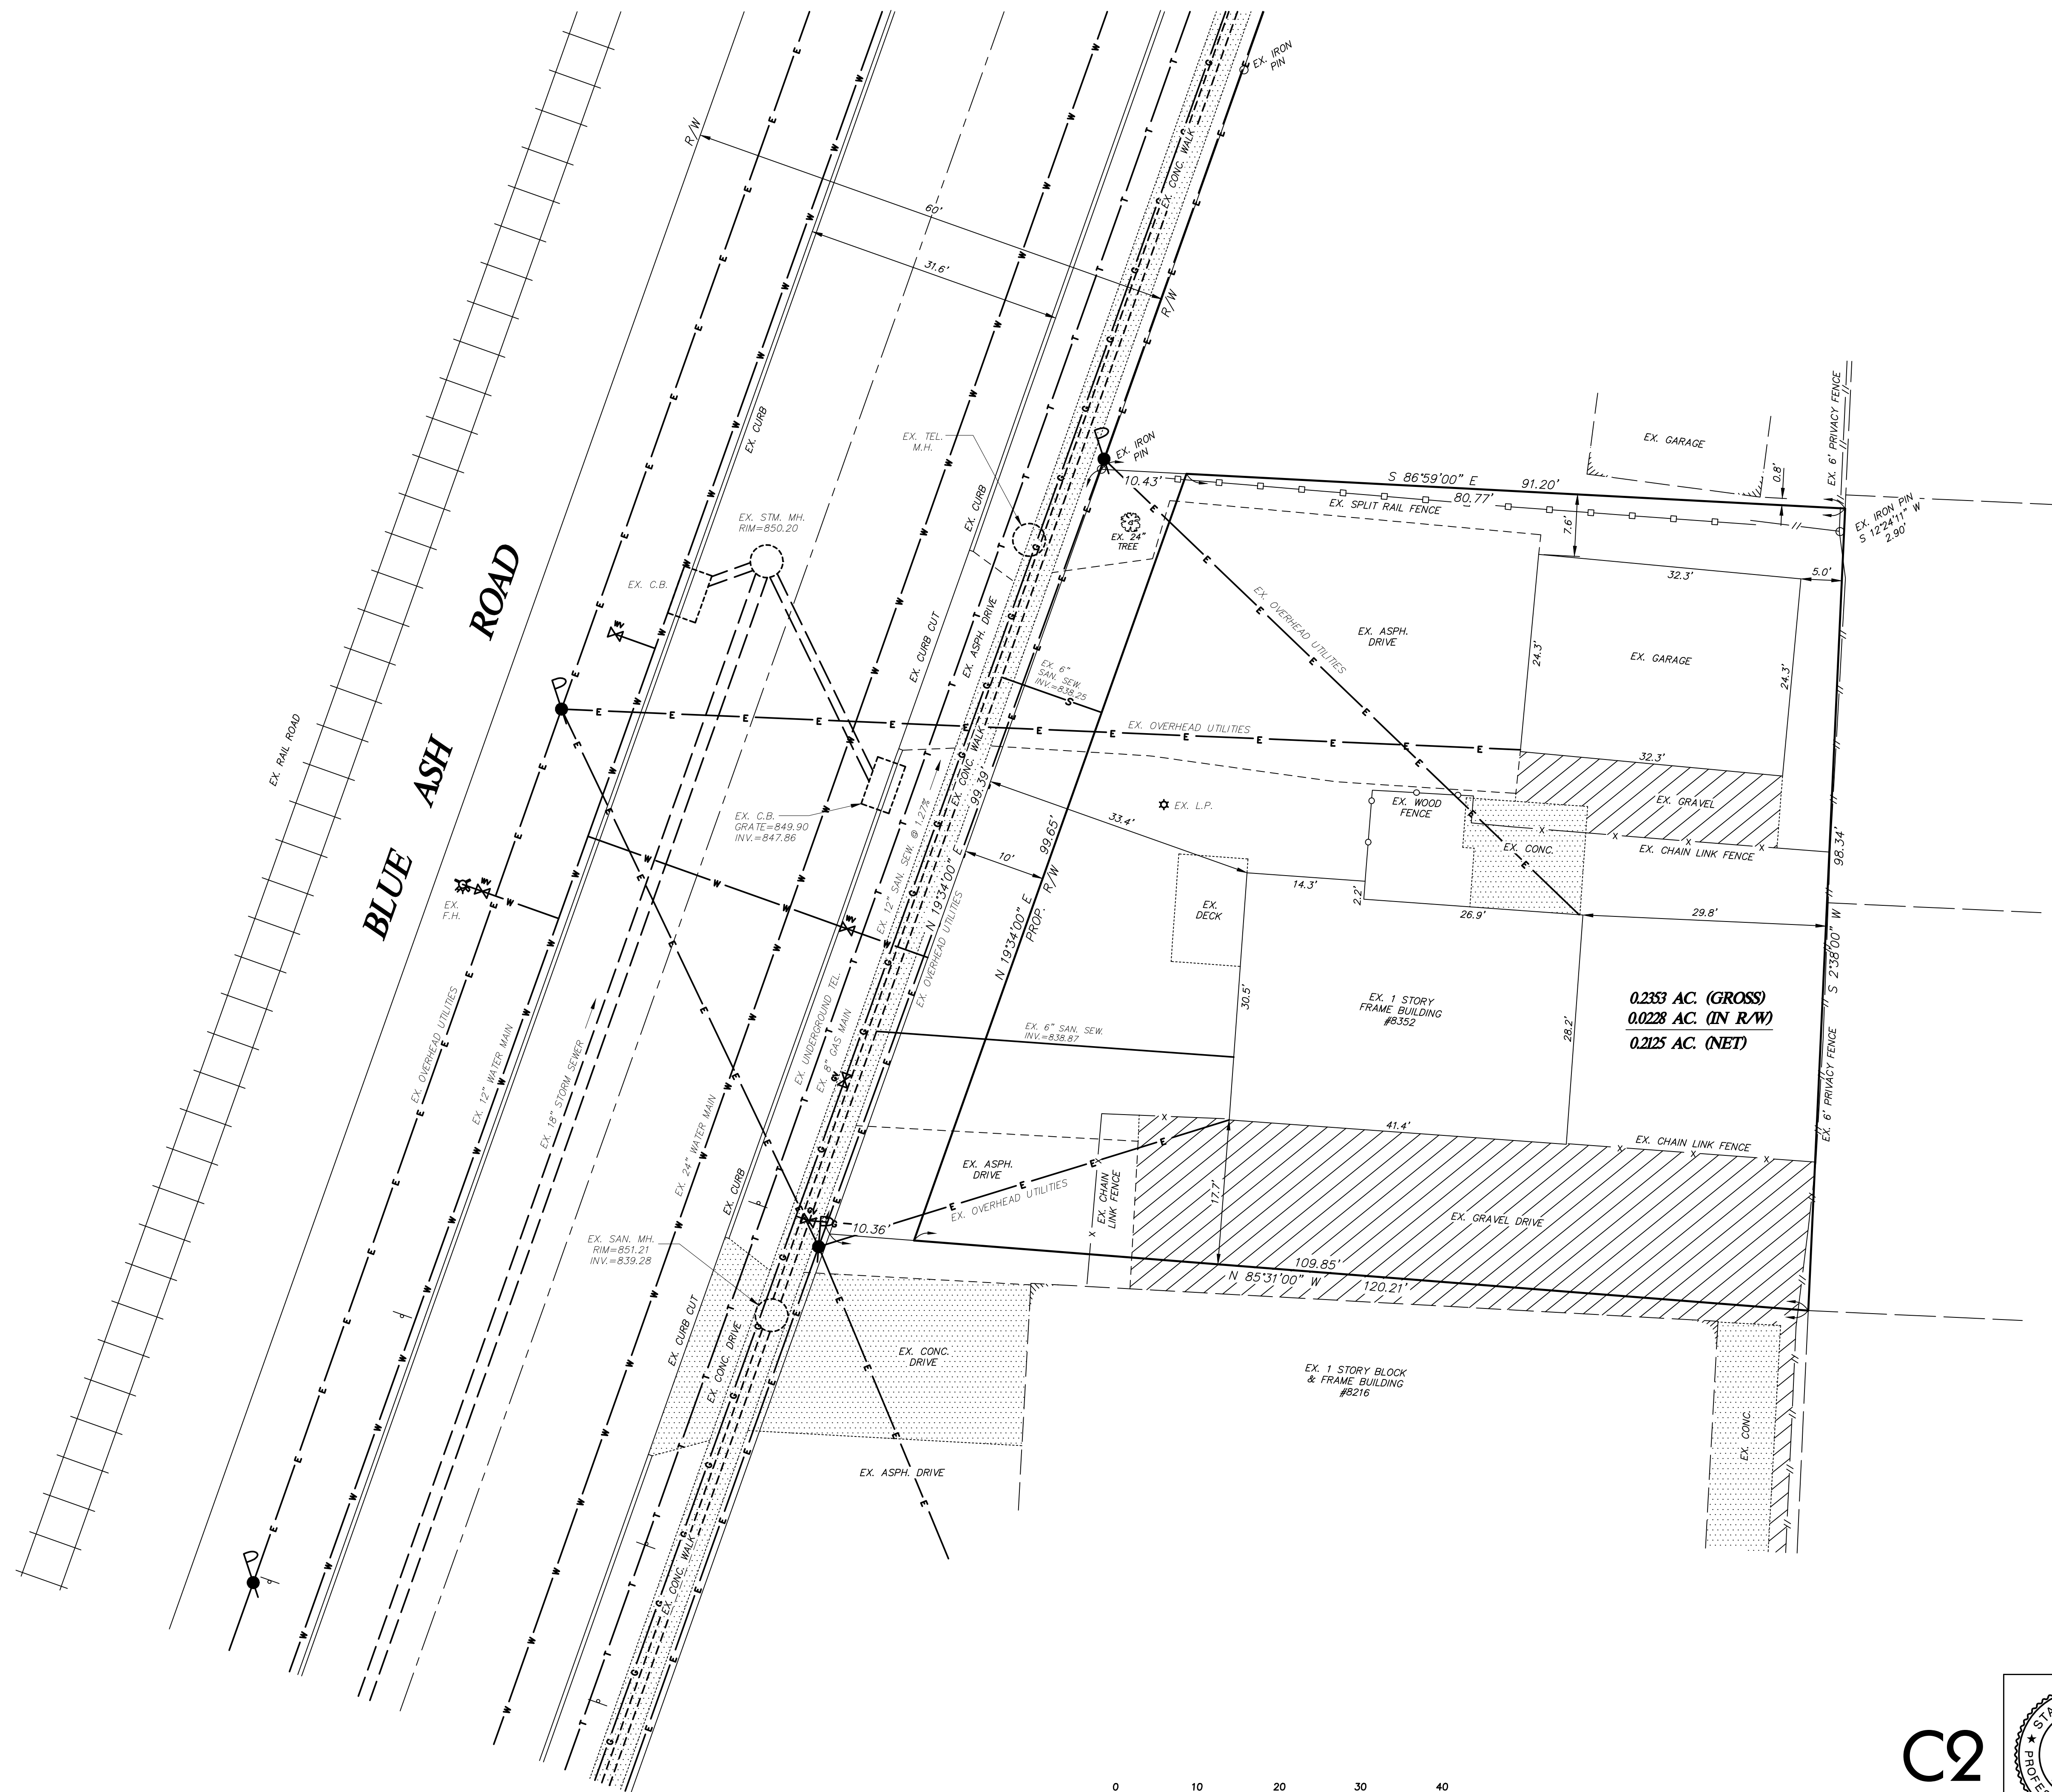 EX. IRON
PIN
R/W
60'
31.6'
EX. CONC. WALK
R/W
EX. CURB
EX. TEL.
M.H.
EX. IRON
PIN
EX. GARAGE
EX. 6' PRIVACY FENCE
0.8'
10.43'
S 86°59'00" E
91.20'
80.77'
EX. SPLIT RAIL FENCE
7.6'
EX. IRON PIN
S 12°24'11" W
2.90'
EX. CURB
EX. STM. MH.
RIM=850.20
EX. 24"
TREE
32.3'
5.0'
ROAD
EX. C.B.
WV
EX. OVERHEAD UTILITIES
EX. CURB CUT
EX. ASPH. DRIVE
EX. ASPH.
DRIVE
EX. GARAGE
24.3'
24.3'
EX. 6"
SAN. SEW.
INV.=838.25
S
EX. OVERHEAD UTILITIES
EX. RAIL ROAD
ASH
EX. CONC. WALK
99.39'
32.3'
EX. GRAVEL
EX. WOOD
FENCE
EX. L.P.
EX. C.B.
GRATE=849.90
INV.=847.86
EX. 12" SAN. SEW. @ 1.27%
33.4'
99.65'
10'
EX. CONC.
EX. CHAIN LINK FENCE
98.34'
BLUE
EX.
F.H.
N 19°34'00" E
EX. OVERHEAD UTILITIES
N 19°34'00" E
PROP. R/W
14.3'
2.2'
26.9'
29.8'
EX.
DECK
S 2°38'00" W
30.5'
EX. 1 STORY
FRAME BUILDING
#8352
28.2'
0.2353 AC. (GROSS)
0.0228 AC. (IN R/W)
0.2125 AC. (NET)
EX. OVERHEAD UTILITIES
EX. 12" WATER MAIN
EX. 18" STORM SEWER
EX. 24" WATER MAIN
EX. UNDERGROUND TEL.
EX. 8" GAS MAIN
EX. 6" SAN. SEW.
INV.=838.87
EX. 6' PRIVACY FENCE
41.4'
EX. CHAIN LINK FENCE
EX. CURB
EX. ASPH.
DRIVE
EX. OVERHEAD UTILITIES
EX. CHAIN
LINK FENCE
17.7'
EX. GRAVEL DRIVE
10.36'
EX. SAN. MH.
RIM=851.21
INV.=839.28
109.85'
N 85°31'00" W
120.21'
EX. CURB CUT
EX. CONC. DRIVE
EX. CONC.
DRIVE
EX. 1 STORY BLOCK
& FRAME BUILDING
#8216
EX. CONC.
EX. ASPH. DRIVE
EX. CONC. WALK
C2
0 10 20 30 40